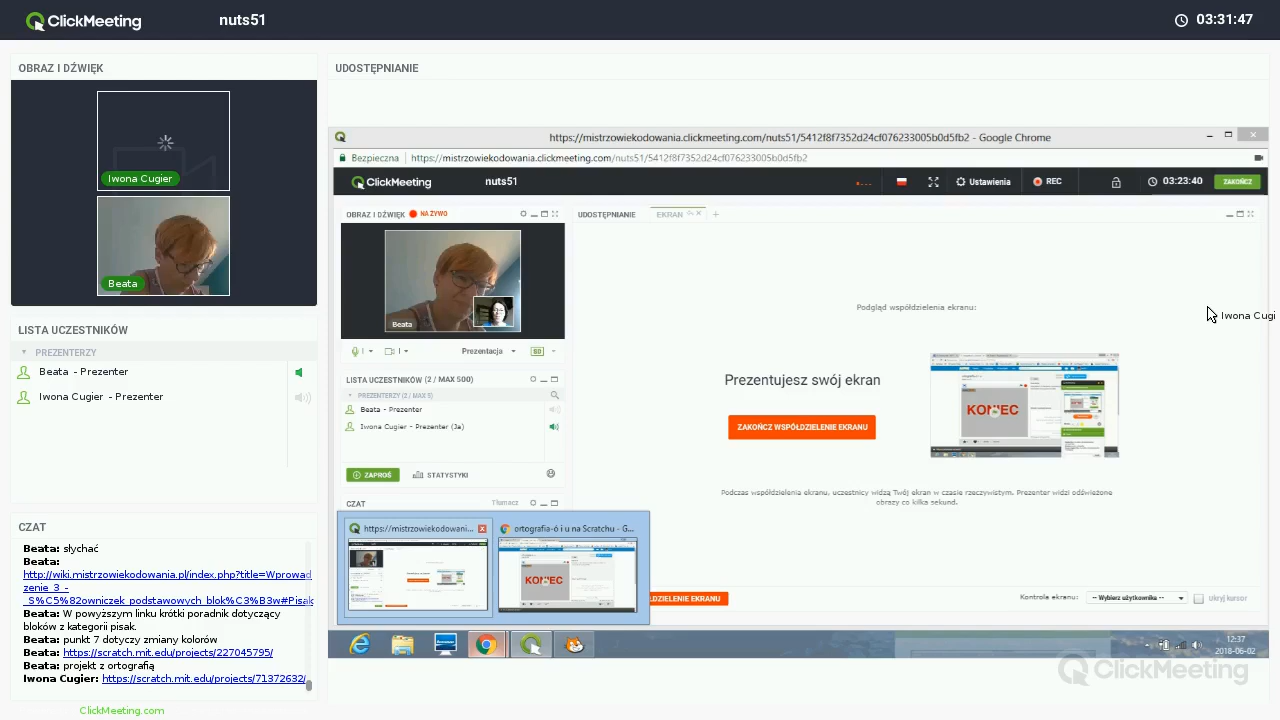 ClickMeeting
nuts51
03:31:47
OBRAZ I DŹWIĘK
Iwona Cugier
Beata
LISTA UCZESTNIKÓW
PREZENTERZY
Beata - Prezenter
Iwona Cugier - Prezenter
CZAT
Beata: słychać
Beata:
http://wiki.mistrzowiekodowania.pl/index.php?title=Wprowad
zenie_3_-
_S%C5%82owniczek_podstawowych_blok%C3%B3w#Pisak
Beata: W powyższym linku krótki poradnik dotyczący
bloków z kategorii pisak.
Beata: punkt 7 dotyczy zmiany kolorów
Beata: https://scratch.mit.edu/projects/227045795/
Beata: projekt z ortografią
Iwona Cugier: https://scratch.mit.edu/projects/71372632/
ClickMeeting.com
UDOSTĘPNIANIE
https://mistrzowiekodowania.clickmeeting.com/nuts51/5412f8f7352d24cf076233005b0d5fb2 - Google Chrome
Bezpieczna
https://mistrzowiekodowania.clickmeeting.com/nuts51/5412f8f7352d24cf076233005b0d5fb2
ClickMeeting
nuts51
Ustawienia
REC
03:23:40
ZAKOŃCZ
OBRAZ I DŹWIĘK
NA ŻYWO
UDOSTĘPNIANIE
EKRAN
Beata
Prezentacja
SD
LISTA UCZESTNIKÓW (2 / MAX 500)
PREZENTERZY (2 / MAX 5)
Beata - Prezenter
Iwona Cugier - Prezenter (Ja)
ZAPROŚ
STATYSTYKI
CZAT
Tłumacz
Podgląd współdzielenia ekranu:
Prezentujesz swój ekran
ZAKOŃCZ WSPÓŁDZIELENIE EKRANU
KONIEC
Podczas współdzielenia ekranu, uczestnicy widzą Twój ekran w czasie rzeczywistym. Prezenter widzi odświeżone
obrazy co kilka sekund.
Iwona Cugi
https://mistrzowiekodowani...
ortografia-ó i u na Scratchu - G...
KONIEC
LDZIELENIE EKRANU
Kontrola ekranu:
-- Wybierz użytkownika --
Ukryj kursor
12:37
2018-06-02
ClickMeeting